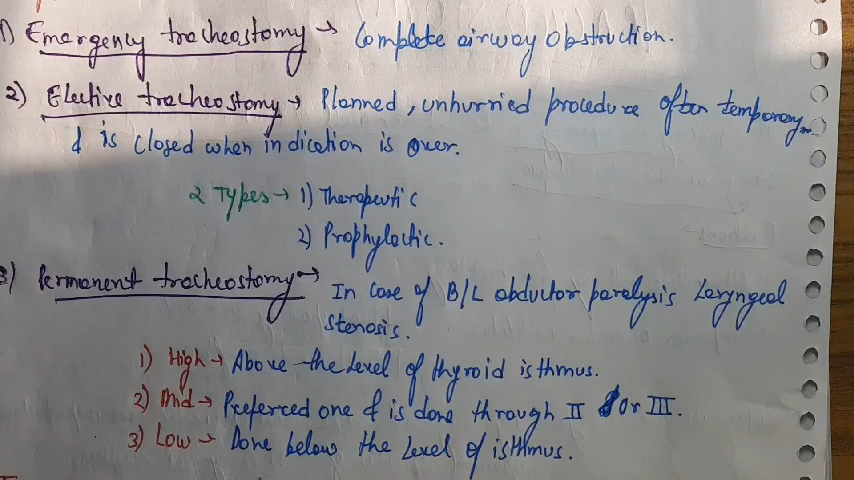 1) Emergency tracheostomy → Complete airway obstruction.
2) Elective tracheostomy → Planned, unhurried procedure often temporary
& is closed when indication is over.
2 Types → 1) Therapeutic
2) Prophylactic.
3) Permanent tracheostomy → In case of B/L abductor paralysis Laryngeal
stenosis.
1) High → Above the level of thyroid isthmus.
2) Mid → Preferred one & is done through II or III.
3) Low → Done below the level of isthmus.